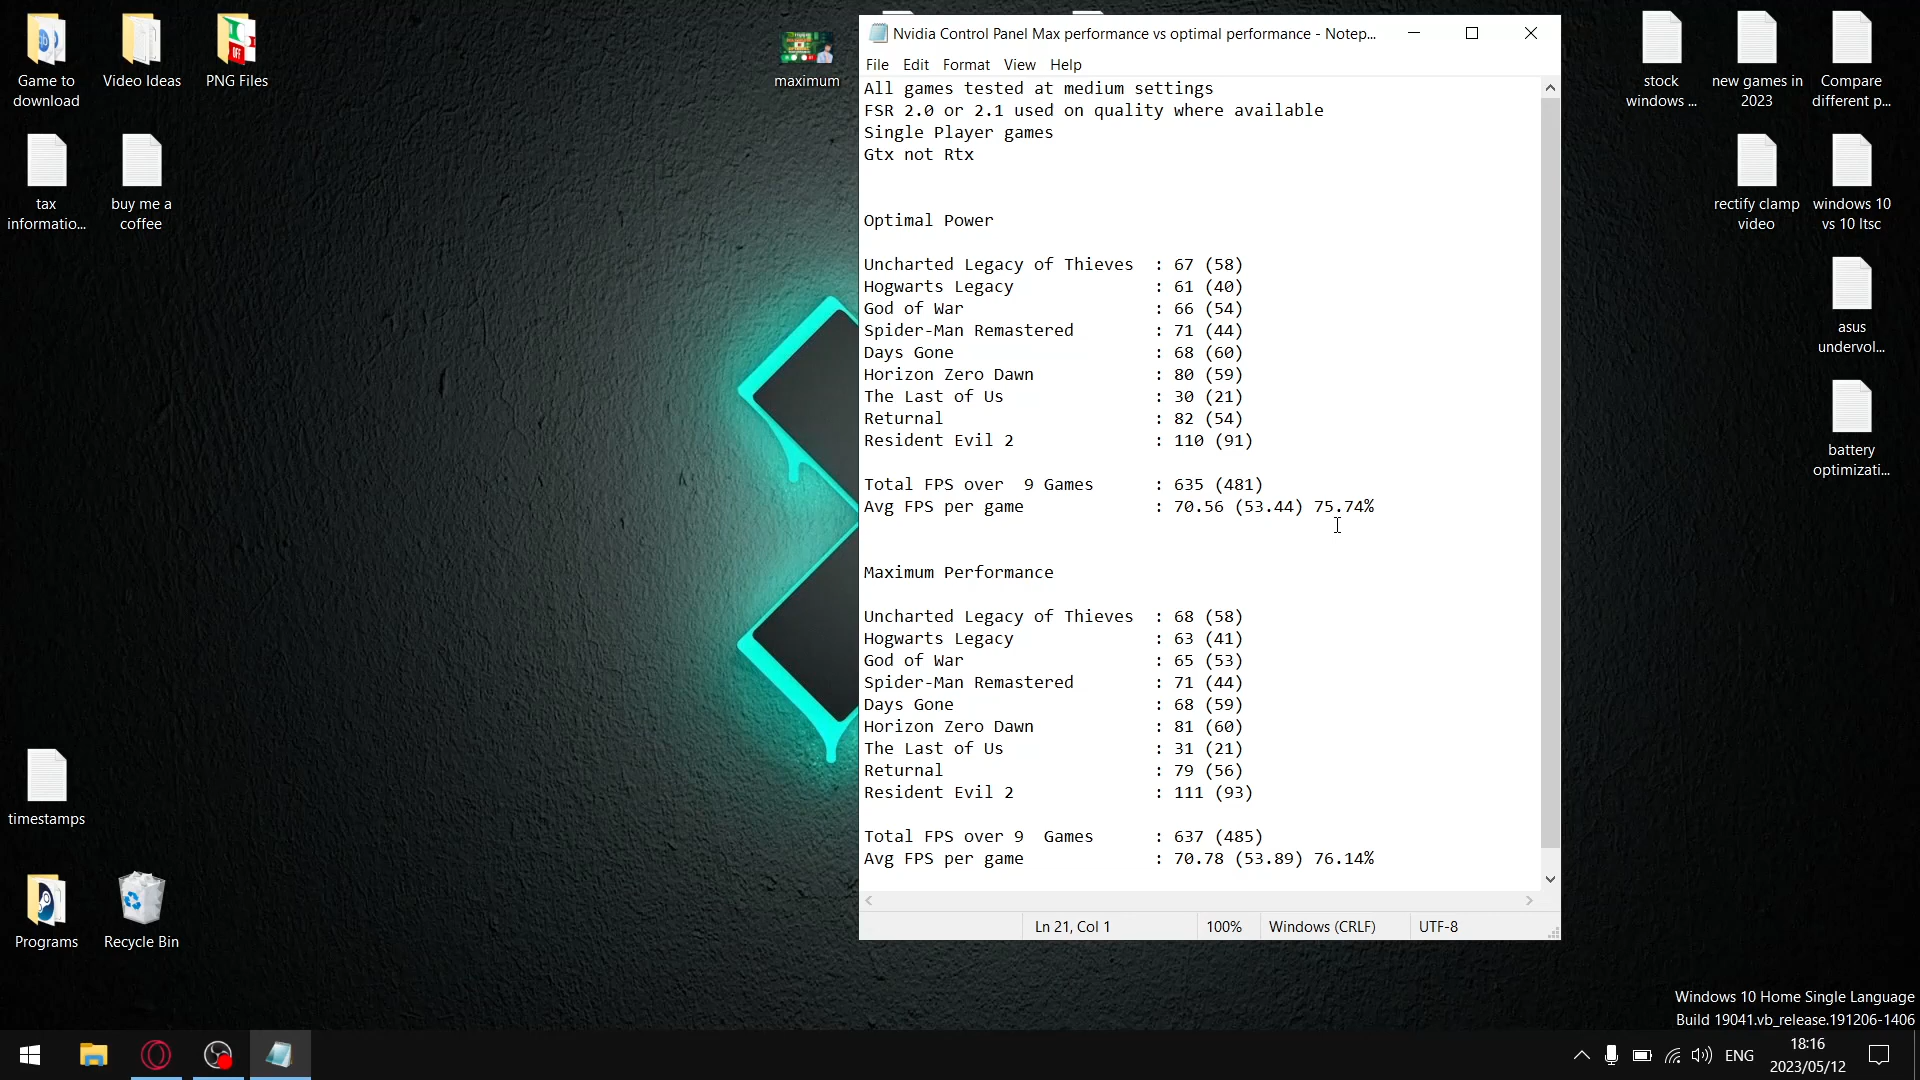 Game to
download
Video Ideas
PNG Files
OFF
tax
informatio...
buy me a
coffee
timestamps
Programs
Recycle Bin
maximum
Nvidia Control Panel Max performance vs optimal performance - Notep...
File Edit Format View Help
All games tested at medium settings
FSR 2.0 or 2.1 used on quality where available
Single Player games
Gtx not Rtx
Optimal Power
Uncharted Legacy of Thieves : 67 (58)
Hogwarts Legacy : 61 (40)
God of War : 66 (54)
Spider-Man Remastered : 71 (44)
Days Gone : 68 (60)
Horizon Zero Dawn : 80 (59)
The Last of Us : 30 (21)
Returnal : 82 (54)
Resident Evil 2 : 110 (91)
Total FPS over 9 Games : 635 (481)
Avg FPS per game : 70.56 (53.44) 75.74%
Maximum Performance
Uncharted Legacy of Thieves : 68 (58)
Hogwarts Legacy : 63 (41)
God of War : 65 (53)
Spider-Man Remastered : 71 (44)
Days Gone : 68 (59)
Horizon Zero Dawn : 81 (60)
The Last of Us : 31 (21)
Returnal : 79 (56)
Resident Evil 2 : 111 (93)
Total FPS over 9 Games : 637 (485)
Avg FPS per game : 70.78 (53.89) 76.14%
Ln 21, Col 1 100% Windows (CRLF) UTF-8
stock
windows ...
new games in
2023
Compare
different p...
rectify clamp
video
windows 10
vs 10 ltsc
asus
undervol...
battery
optimizati...
Windows 10 Home Single Language
Build 19041.vb_release.191206-1406
ENG
18:16
2023/05/12